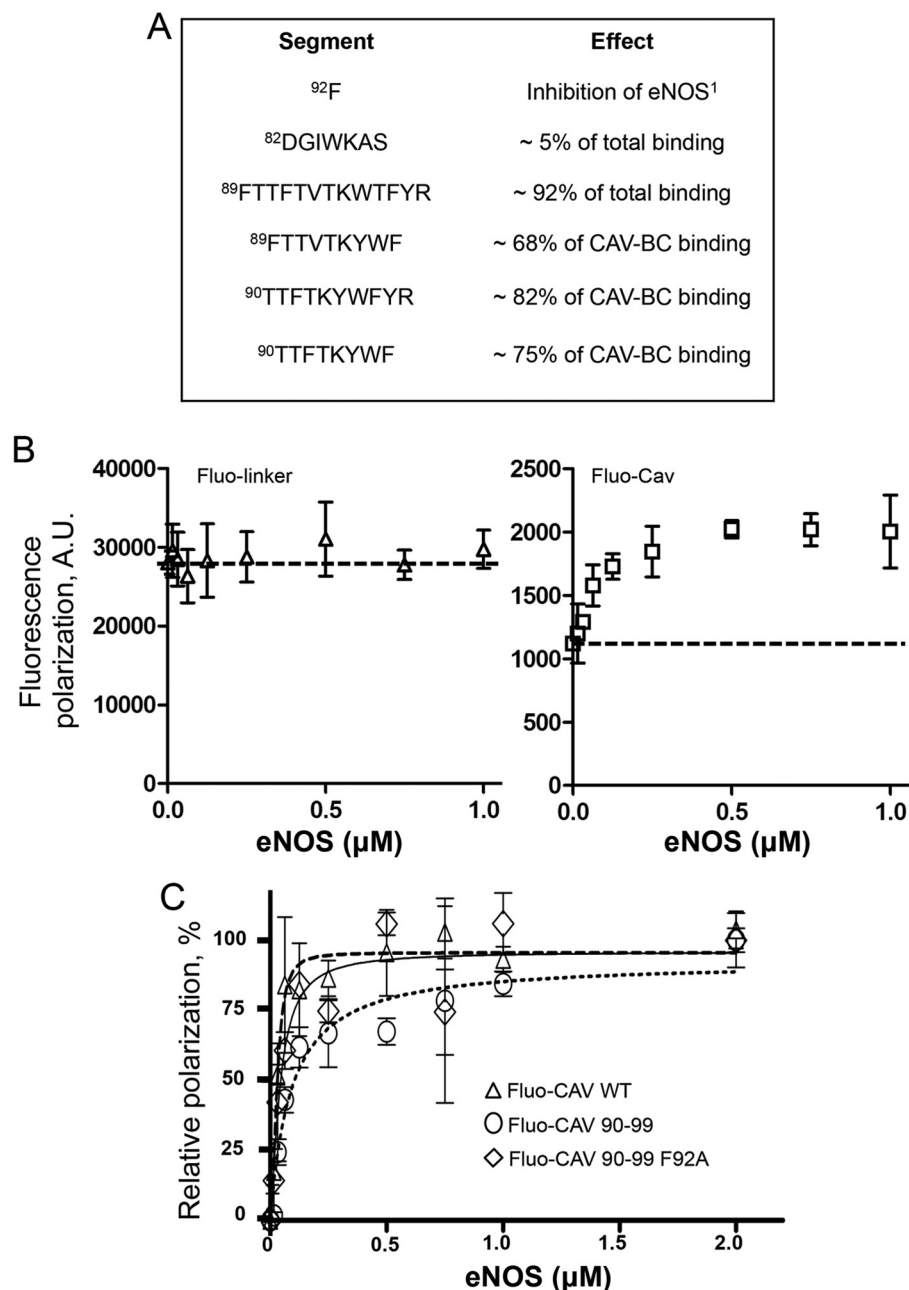 A
Segment Effect
⁹²F Inhibition of eNOS¹
⁸²DGIWKAS ~ 5% of total binding
⁸⁹FTTFTVTKWTFYR ~ 92% of total binding
⁸⁹FTTVTKYWF ~ 68% of CAV-BC binding
⁹⁰TTFTKYWFYR ~ 82% of CAV-BC binding
⁹⁰TTFTKYWF ~ 75% of CAV-BC binding
B
Fluorescence
polarization, A.U.
Fluo-linker
40000
30000
20000
10000
0
0.0 0.5 1.0
eNOS (µM)
Fluo-Cav
2500
2000
1500
1000
500
0
0.0 0.5 1.0
eNOS (µM)
C
Relative polarization, %
100
75
50
25
0
Fluo-CAV WT
Fluo-CAV 90-99
Fluo-CAV 90-99 F92A
0 0.5 1.0 2.0
eNOS (µM)